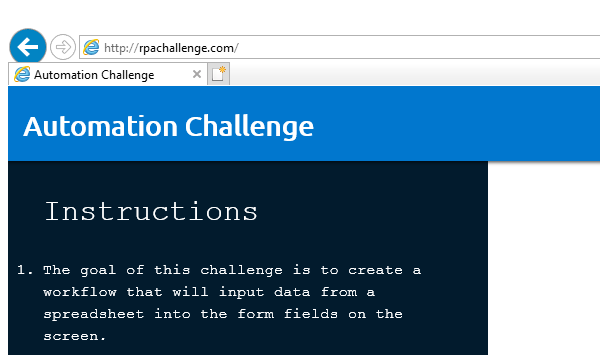 http://rpachallenge.com/
Automation Challenge
Automation Challenge
Instructions
1. The goal of this challenge is to create a
workflow that will input data from a
spreadsheet into the form fields on the
screen.